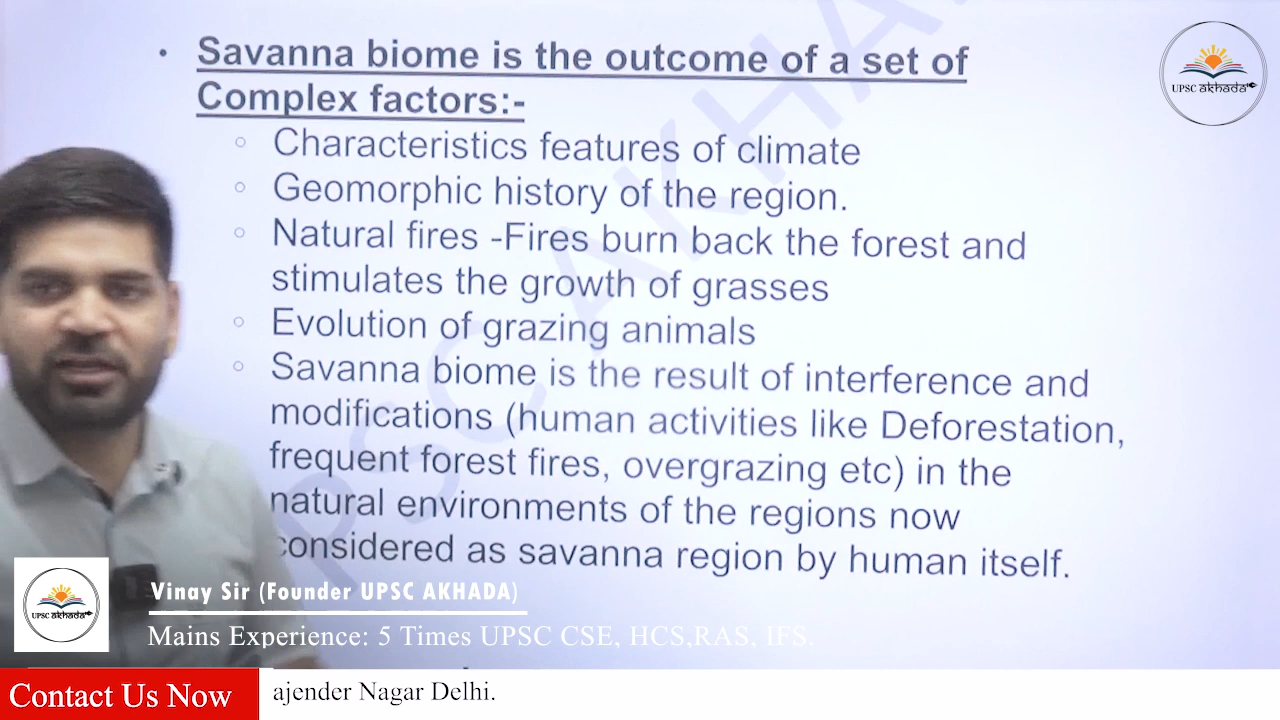 • Savanna biome is the outcome of a set of
Complex factors:-
○ Characteristics features of climate
○ Geomorphic history of the region.
○ Natural fires -Fires burn back the forest and
stimulates the growth of grasses
○ Evolution of grazing animals
○ Savanna biome is the result of interference and
modifications (human activities like Deforestation,
frequent forest fires, overgrazing etc) in the
natural environments of the regions now
considered as savanna region by human itself.
UPSC akhada
PSC AKHA
UPSC akhada
Vinay Sir (Founder UPSC AKHADA)
Mains Experience: 5 Times UPSC CSE, HCS,RAS, IFS.
Contact Us Now
ajender Nagar Delhi.